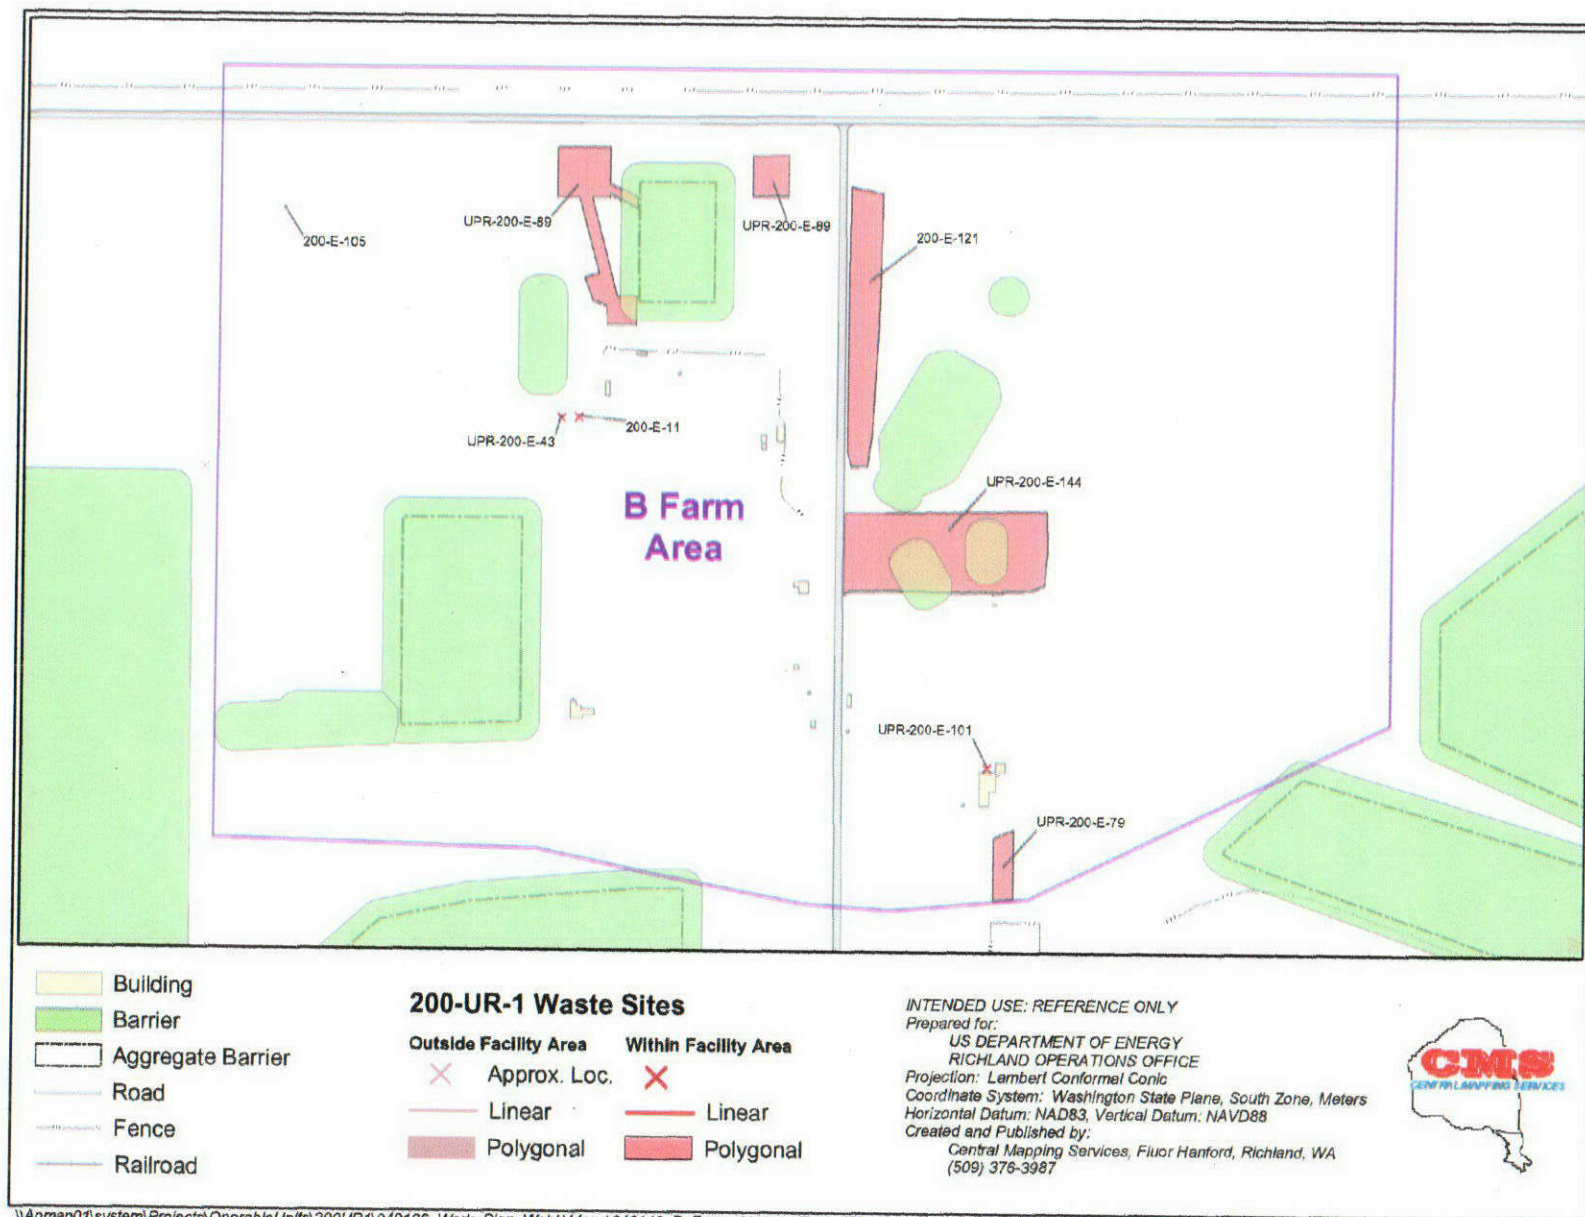 UPR-200-E-89
UPR-200-E-89
200-E-105
200-E-121
UPR-200-E-43
200-E-11
B Farm
Area
UPR-200-E-144
UPR-200-E-101
UPR-200-E-79
Building
Barrier
Aggregate Barrier
Road
Fence
Railroad
200-UR-1 Waste Sites
Outside Facility Area
Within Facility Area
Approx. Loc.
Linear
Linear
Polygonal
Polygonal
INTENDED USE: REFERENCE ONLY
Prepared for:
US DEPARTMENT OF ENERGY
RICHLAND OPERATIONS OFFICE
Projection: Lambert Conformal Conic
Coordinate System: Washington State Plane, South Zone, Meters
Horizontal Datum: NAD83, Vertical Datum: NAVD88
Created and Published by:
Central Mapping Services, Fluor Hanford, Richland, WA
(509) 376-3987
CMS
CENTRAL MAPPING SERVICES